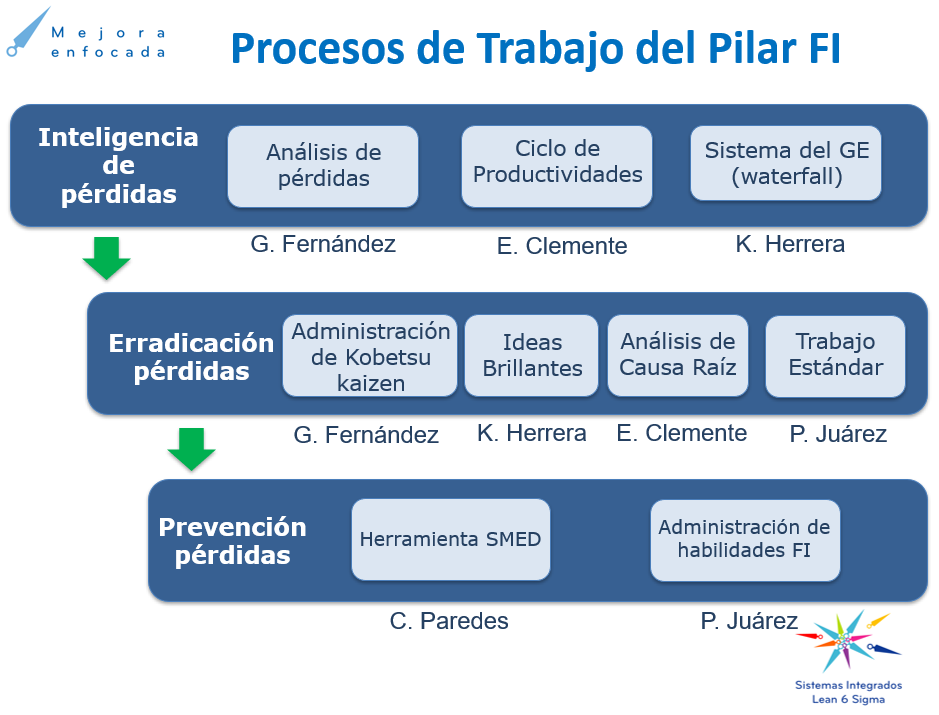 Mejora
enfocada
Procesos de Trabajo del Pilar FI
Inteligencia
de
pérdidas
Análisis de
pérdidas
Ciclo de
Productividades
Sistema del GE
(waterfall)
G. Fernández
E. Clemente
K. Herrera
Erradicación
pérdidas
Administración
de Kobetsu
kaizen
Ideas
Brillantes
Análisis de
Causa Raíz
Trabajo
Estándar
G. Fernández
K. Herrera
E. Clemente
P. Juárez
Prevención
pérdidas
Herramienta SMED
Administración de
habilidades FI
C. Paredes
P. Juárez
Sistemas Integrados
Lean 6 Sigma